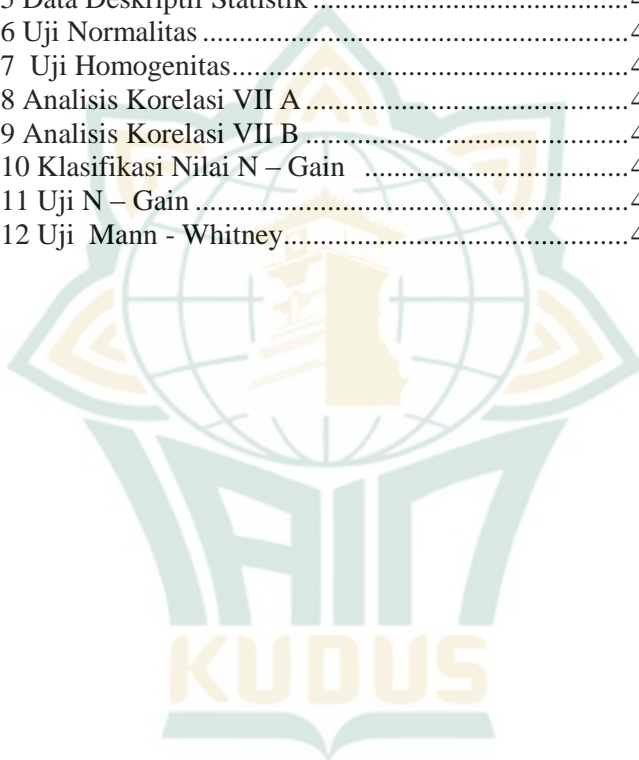 5 Data Deskriptif Statistik ................................................ 4
6 Uji Normalitas ................................................................ 4
7 Uji Homogenitas............................................................ 4
8 Analisis Korelasi VII A .................................................. 4
9 Analisis Korelasi VII B .................................................. 4
10 Klasifikasi Nilai N – Gain ........................................ 4
11 Uji N – Gain .................................................................. 4
12 Uji Mann - Whitney...................................................... 4
IAIN
KUDUS